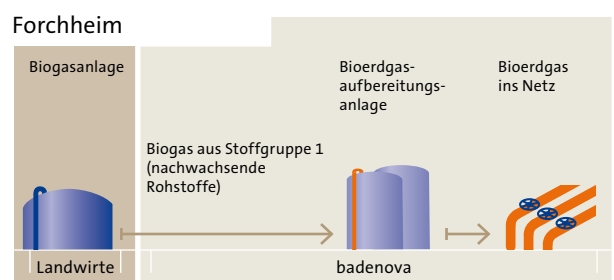 Forchheim
Biogasanlage
Biogas aus Stoffgruppe 1
(nachwachsende
Rohstoffe)
Bioerdgas-
aufbereitungs-
anlage
Bioerdgas
ins Netz
Landwirte
badenova